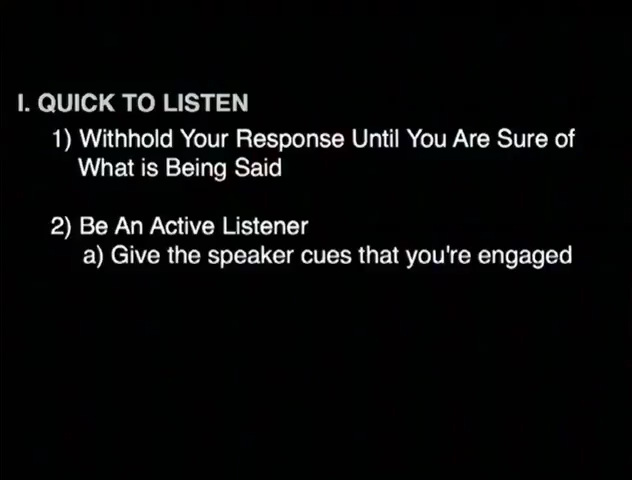 I. QUICK TO LISTEN
1) Withhold Your Response Until You Are Sure of
What is Being Said
2) Be An Active Listener
a) Give the speaker cues that you're engaged